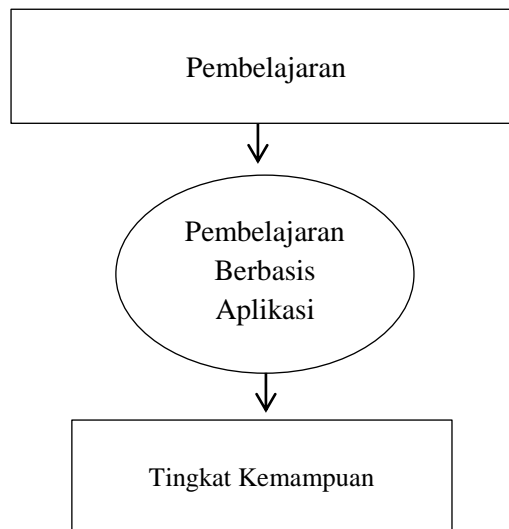 Pembelajaran
Pembelajaran
Berbasis
Aplikasi
Tingkat Kemampuan